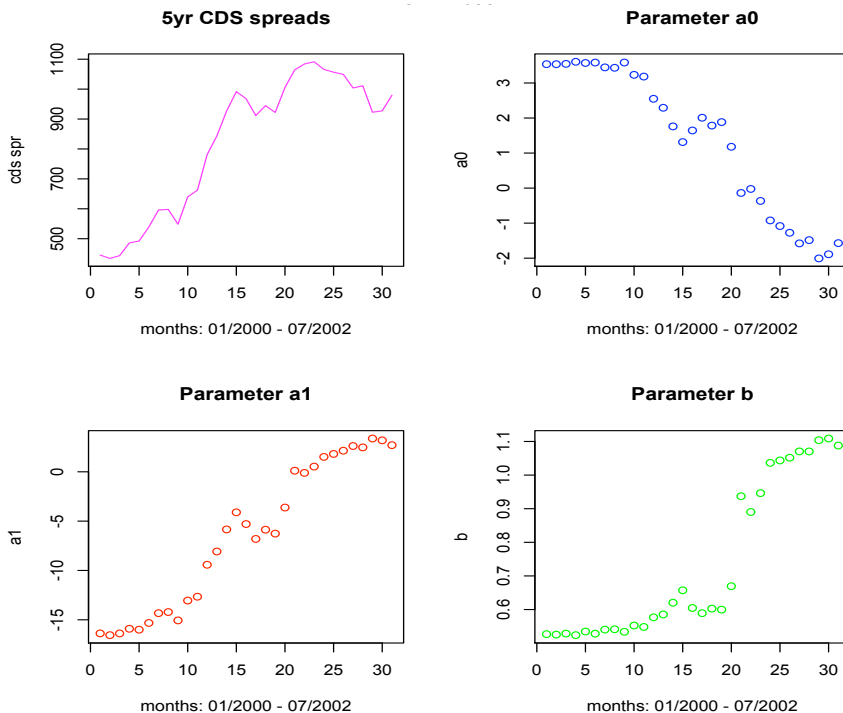 5yr CDS spreads
cds spr
1100
900
700
500
0 5 10 15 20 25 30
months: 01/2000 - 07/2002
Parameter a0
a0
3
2
1
0
-1
-2
0 5 10 15 20 25 30
months: 01/2000 - 07/2002
Parameter a1
a1
0
-5
-10
-15
0 5 10 15 20 25 30
months: 01/2000 - 07/2002
Parameter b
b
1.1
1.0
0.9
0.8
0.7
0.6
0 5 10 15 20 25 30
months: 01/2000 - 07/2002